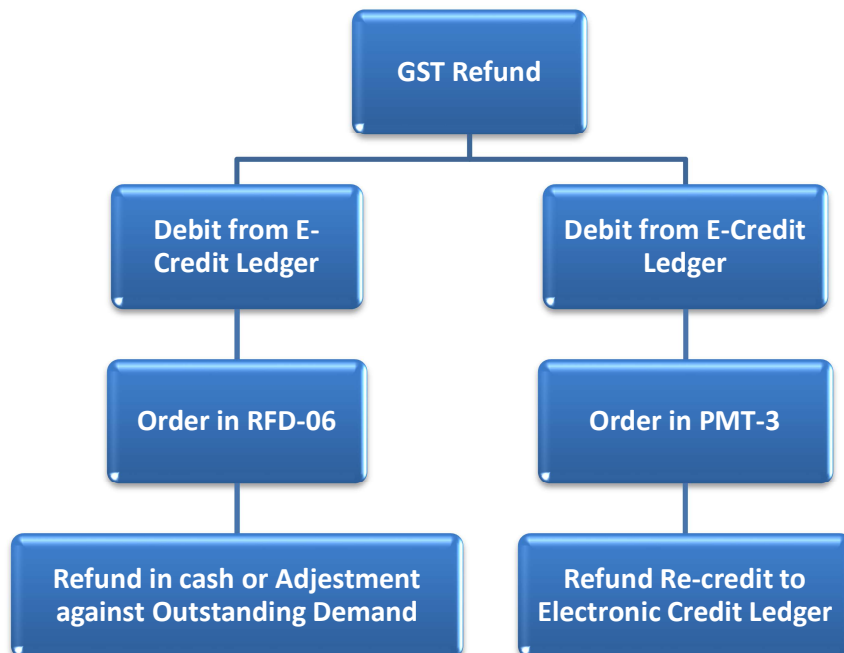 GST Refund
Debit from E-
Credit Ledger
Debit from E-Credit
Ledger
Order in RFD-06
Order in PMT-3
Refund in cash or Adjustment
against Outstanding Demand
Refund Re-credit to
Electronic Credit Ledger